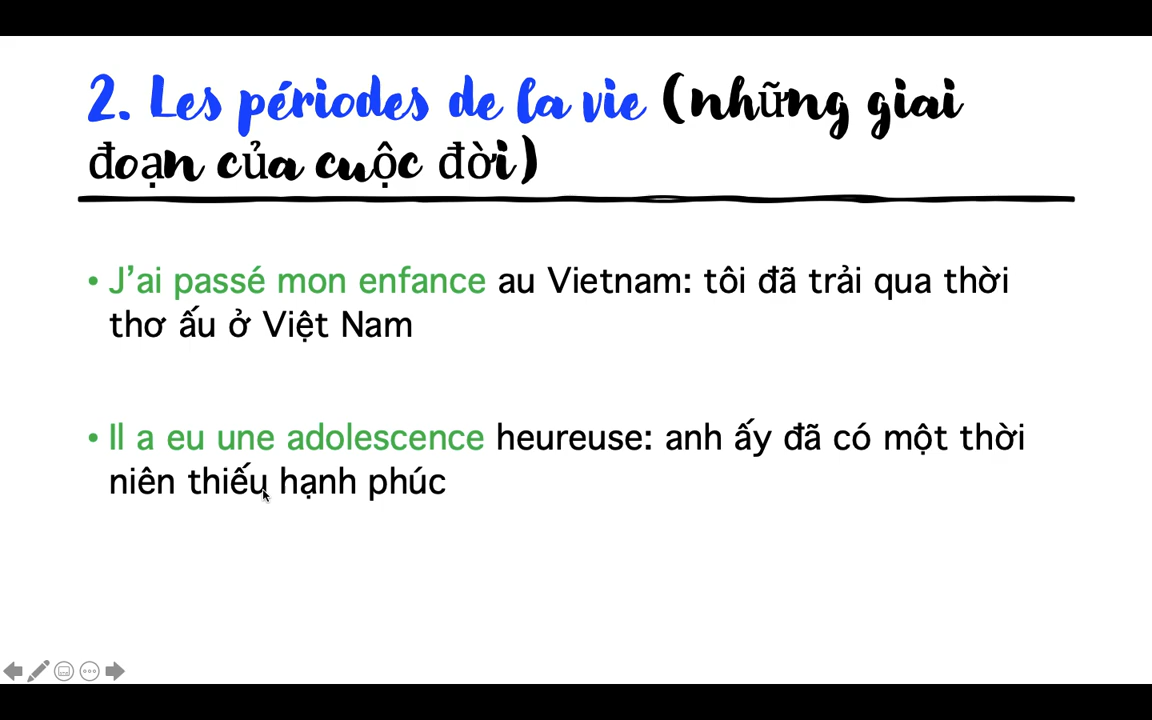 2. Les périodes de la vie (những giai
đoạn của cuộc đời)
• J’ai passé mon enfance au Vietnam: tôi đã trải qua thời
thơ ấu ở Việt Nam
• Il a eu une adolescence heureuse: anh ấy đã có một thời
niên thiếu hạnh phúc